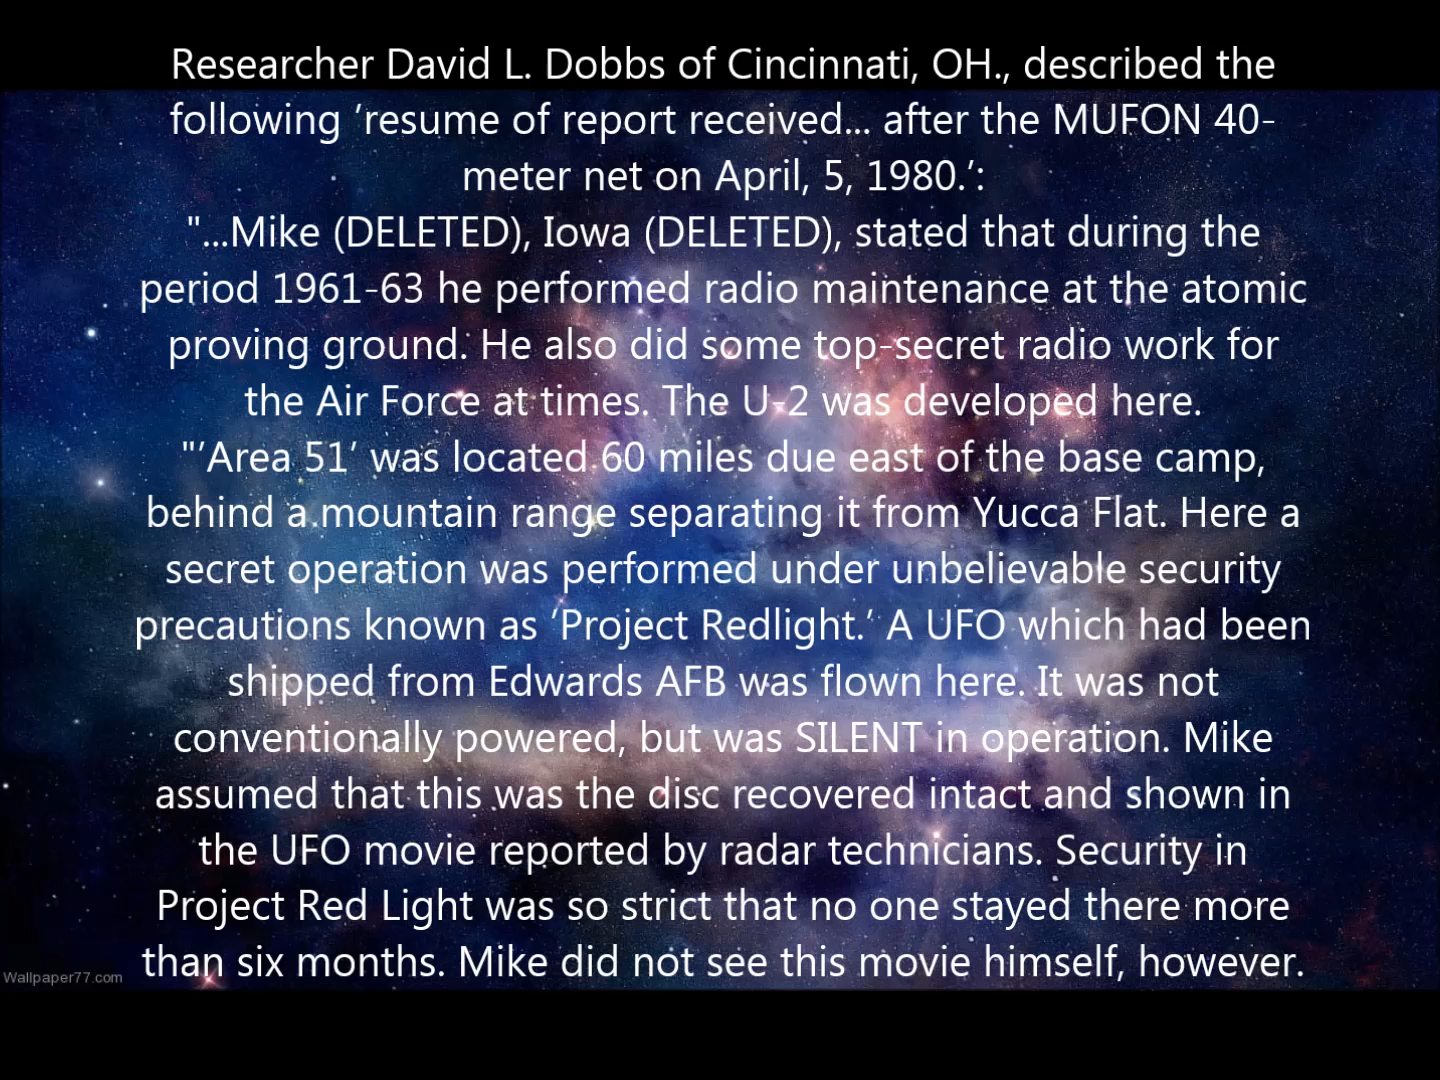 Researcher David L. Dobbs of Cincinnati, OH., described the
following ’resume of report received... after the MUFON 40-
meter net on April, 5, 1980.’:
"...Mike (DELETED), Iowa (DELETED), stated that during the
period 1961-63 he performed radio maintenance at the atomic
proving ground. He also did some top-secret radio work for
the Air Force at times. The U-2 was developed here.
"’Area 51’ was located 60 miles due east of the base camp,
behind a mountain range separating it from Yucca Flat. Here a
secret operation was performed under unbelievable security
precautions known as ’Project Redlight.’ A UFO which had been
shipped from Edwards AFB was flown here. It was not
conventionally powered, but was SILENT in operation. Mike
assumed that this was the disc recovered intact and shown in
the UFO movie reported by radar technicians. Security in
Project Red Light was so strict that no one stayed there more
than six months. Mike did not see this movie himself, however.
Wallpaper77.com